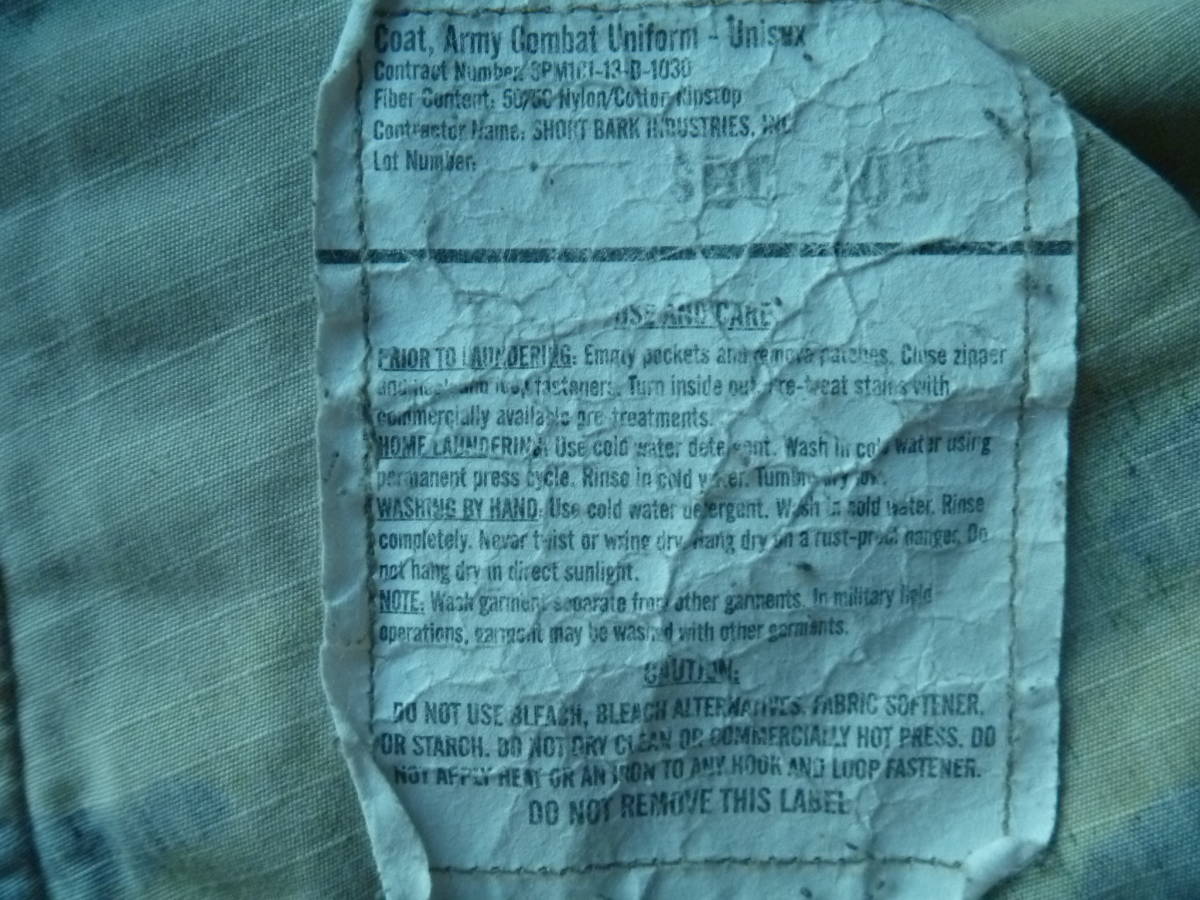 Coat, Army Combat Uniform - Unisex
Contract Number: SPM1C1-13-D-1030
Fiber Content: 50/50 Nylon/Cotton Ripstop
Contractor Name: SHORT BARK INDUSTRIES, INC
Lot Number:
USE AND CARE
PRIOR TO LAUNDERING: Empty pockets and remove patches. Close zipper
and hook and loop fasteners. Turn inside out. Pre-treat stains with
commercially available pre-treatments.
HOME LAUNDERING: Use cold water detergent. Wash in cold water using
permanent press cycle. Rinse in cold water. Tumble dry low.
WASHING BY HAND: Use cold water detergent. Wash in cold water. Rinse
completely. Never twist or wring dry. Hang dry on a rust-proof hanger. Do
not hang dry in direct sunlight.
NOTE: Wash garment separate from other garments. In military field
operations, garment may be washed with other garments.
CAUTION:
DO NOT USE BLEACH, BLEACH ALTERNATIVES, FABRIC SOFTENER,
OR STARCH. DO NOT DRY CLEAN OR COMMERCIALLY HOT PRESS. DO
NOT APPLY HEAT OR AN IRON TO ANY HOOK AND LOOP FASTENER.
DO NOT REMOVE THIS LABEL